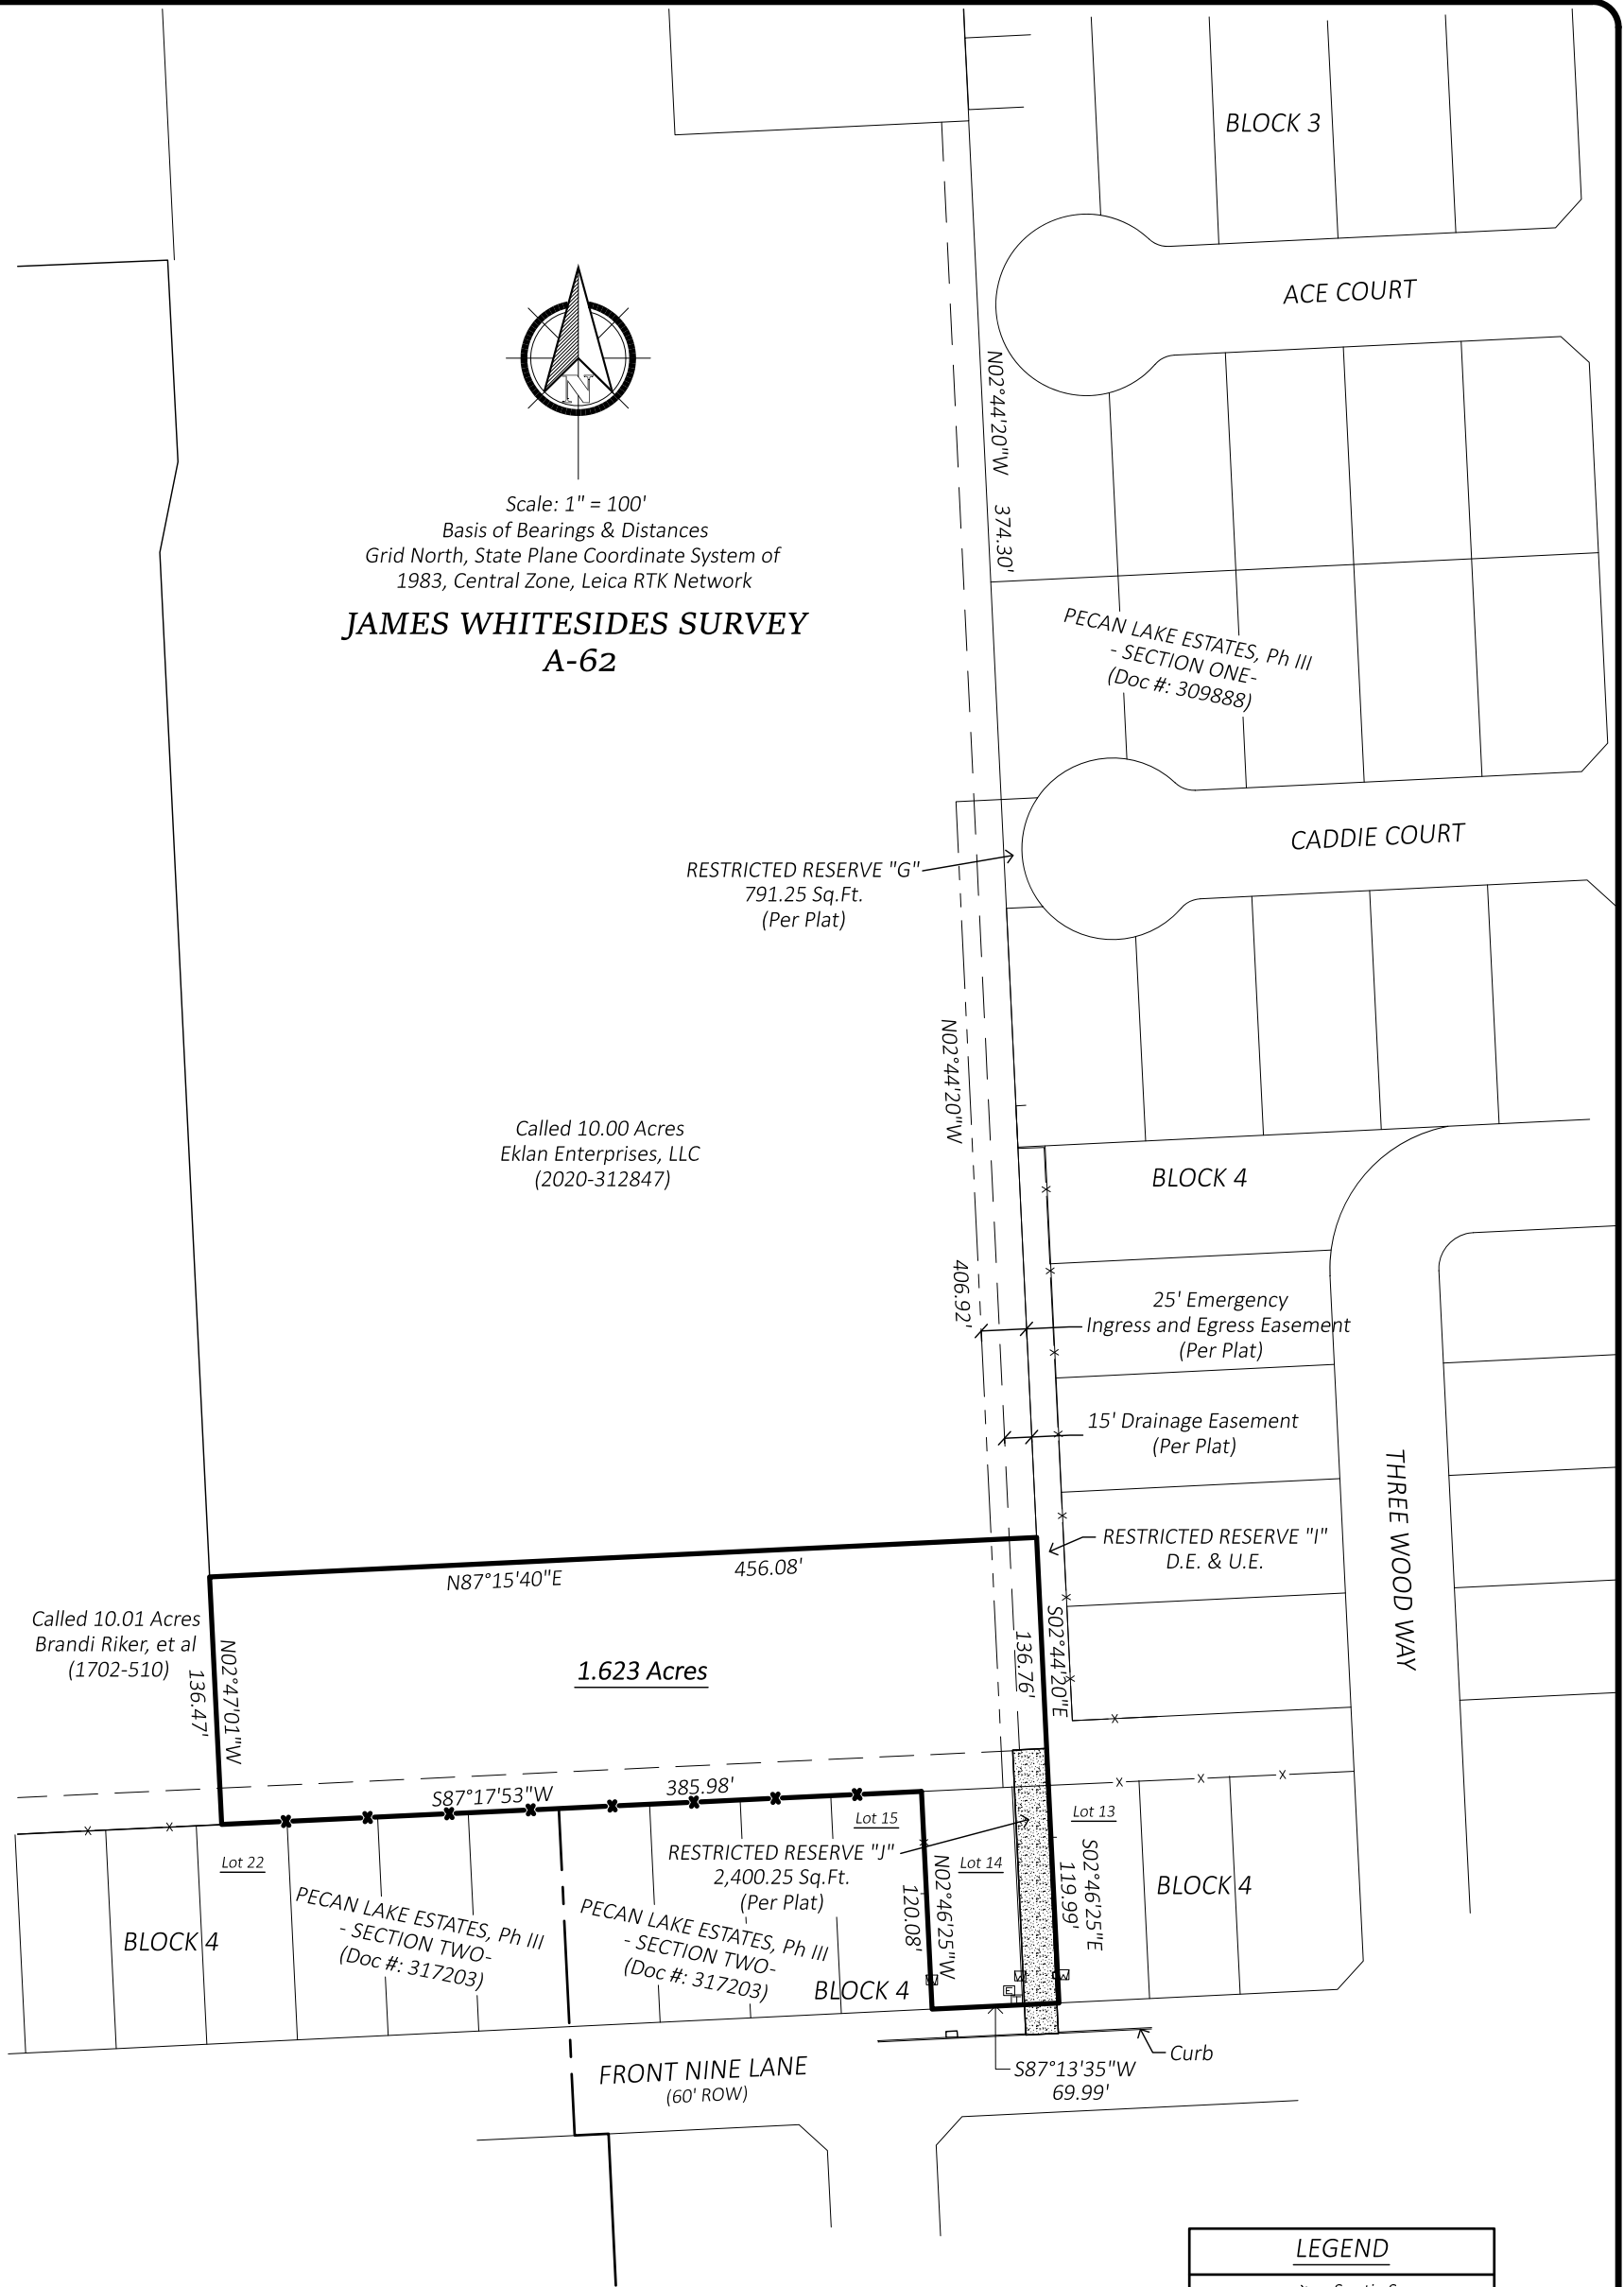 BLOCK 3
ACE COURT
N02°44'20"W 374.30'
N
Scale: 1" = 100'
Basis of Bearings & Distances
Grid North, State Plane Coordinate System of
1983, Central Zone, Leica RTK Network
JAMES WHITESIDES SURVEY
A-62
PECAN LAKE ESTATES, Ph III
- SECTION ONE-
(Doc #: 309888)
CADDIE COURT
RESTRICTED RESERVE "G"
791.25 Sq.Ft.
(Per Plat)
N02°44'20"W
406.92'
Called 10.00 Acres
Eklan Enterprises, LLC
(2020-312847)
BLOCK 4
25' Emergency
Ingress and Egress Easement
(Per Plat)
15' Drainage Easement
(Per Plat)
THREE WOOD WAY
RESTRICTED RESERVE "I"
D.E. & U.E.
N87°15'40"E
456.08'
Called 10.01 Acres
Brandi Riker, et al
(1702-510)
N02°47'01"W
136.47'
1.623 Acres
136.76'
S02°44'20"E
S87°17'53"W
385.98'
Lot 15
Lot 13
Lot 22
Lot 14
RESTRICTED RESERVE "J"
2,400.25 Sq.Ft.
(Per Plat)
N02°46'25"W
120.08'
S02°46'25"E
119.99'
BLOCK 4
BLOCK 4
PECAN LAKE ESTATES, Ph III
- SECTION TWO-
(Doc #: 317203)
PECAN LAKE ESTATES, Ph III
- SECTION TWO-
(Doc #: 317203)
BLOCK 4
W
W
W
E
FRONT NINE LANE
(60' ROW)
S87°13'35"W
69.99'
Curb
LEGEND